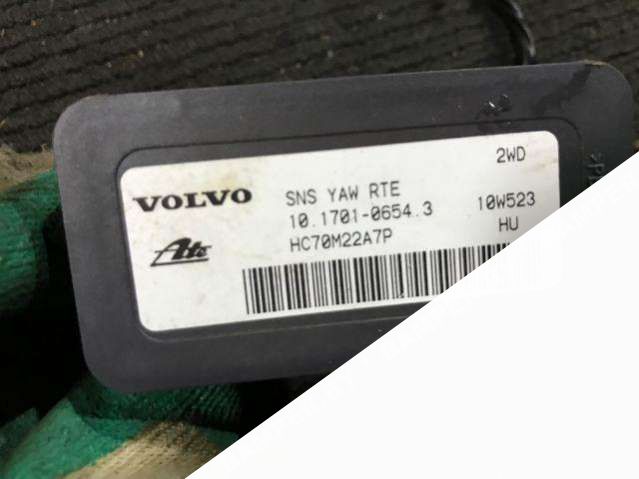 2WD
VOLVO
SNS YAW RTE
10.1701-0654.3
10W523
Ate
HC70M22A7P
HU